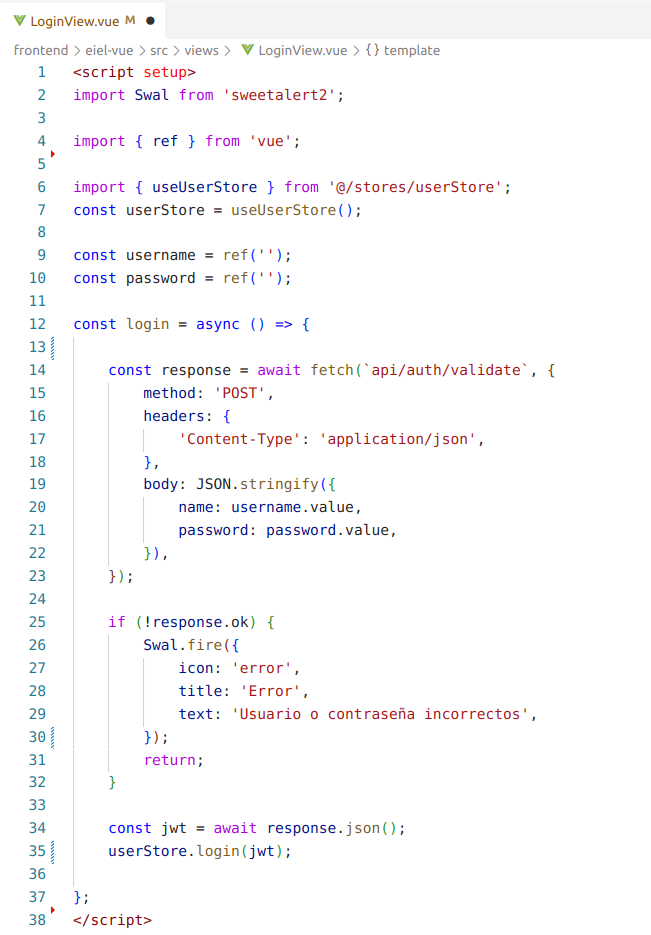 LoginView.vue M
frontend > eiel-vue > src > views > LoginView.vue > {} template
1 <script setup>
2 import Swal from 'sweetalert2';
3
4 import { ref } from 'vue';
5
6 import { useUserStore } from '@/stores/userStore';
7 const userStore = useUserStore();
8
9 const username = ref('');
10 const password = ref('');
11
12 const login = async () => {
13
14     const response = await fetch(`api/auth/validate`, {
15         method: 'POST',
16         headers: {
17             'Content-Type': 'application/json',
18         },
19         body: JSON.stringify({
20             name: username.value,
21             password: password.value,
22         }),
23     });
24
25     if (!response.ok) {
26         Swal.fire({
27             icon: 'error',
28             title: 'Error',
29             text: 'Usuario o contraseña incorrectos',
30         });
31         return;
32     }
33
34     const jwt = await response.json();
35     userStore.login(jwt);
36
37 };
38 </script>